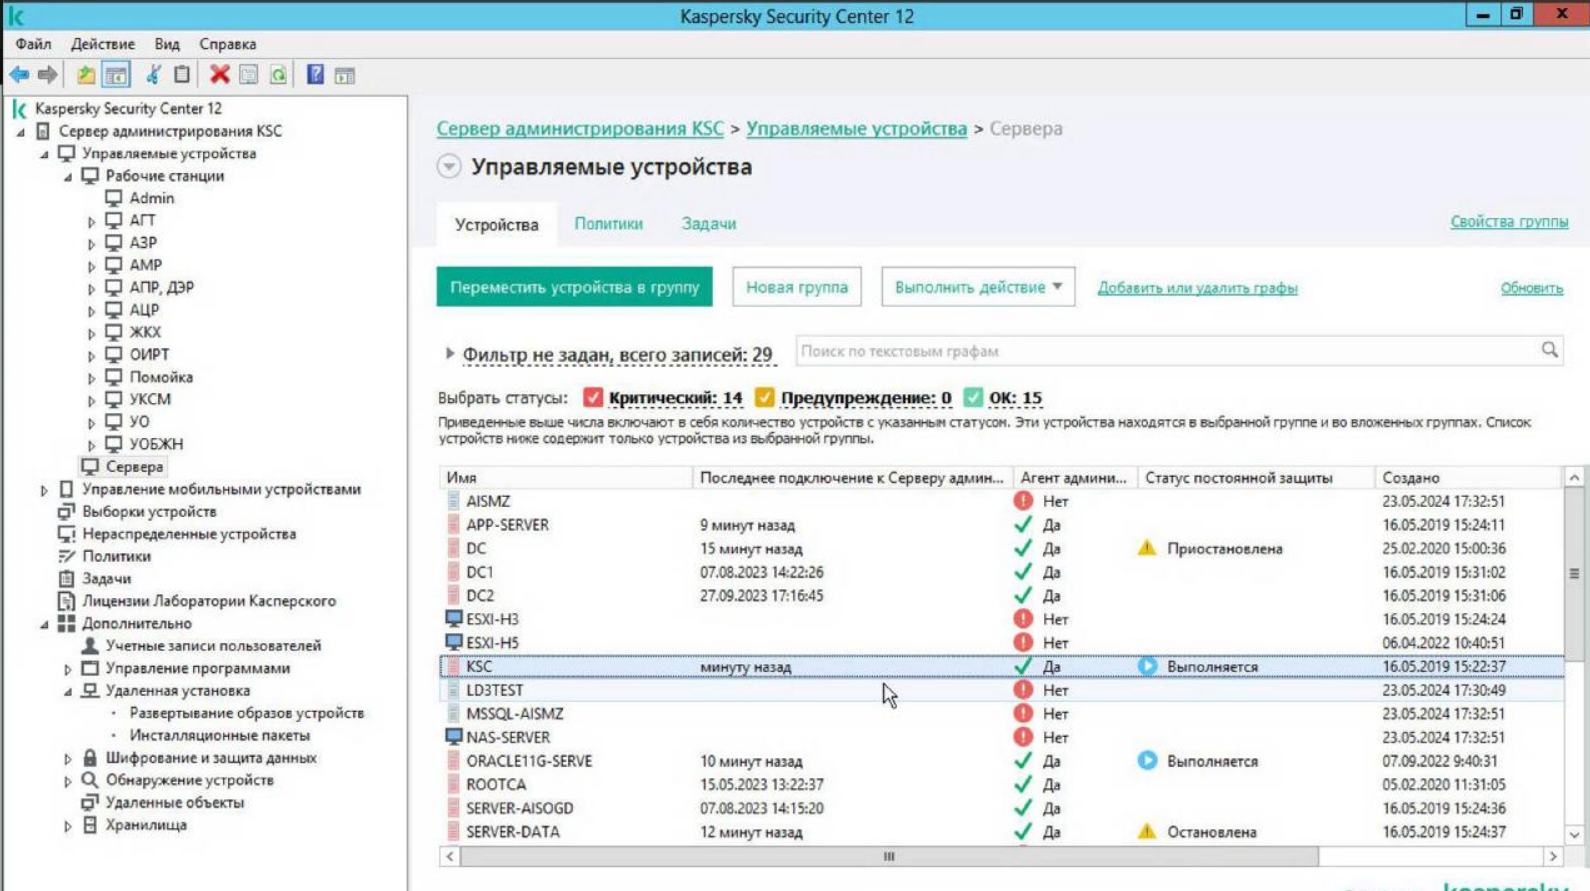 Kaspersky Security Center 12
Файл Действие Вид Справка
Kaspersky Security Center 12
Сервер администрирования KSC
Управляемые устройства
Рабочие станции
Admin
АГТ
АЗР
АМР
АПР, ДЭР
АЦР
ЖКХ
ОИРТ
Помойка
УКСМ
УО
УОБЖН
Сервера
Управление мобильными устройствами
Выборки устройств
Нераспределенные устройства
Политики
Задачи
Лицензии Лаборатории Касперского
Дополнительно
Учетные записи пользователей
Управление программами
Удаленная установка
Развертывание образов устройств
Инсталляционные пакеты
Шифрование и защита данных
Обнаружение устройств
Удаленные объекты
Хранилища
Сервер администрирования KSC > Управляемые устройства > Сервера
Управляемые устройства
Устройства Политики Задачи Свойства группы
Переместить устройства в группу Новая группа Выполнить действие Добавить или удалить графы Обновить
Фильтр не задан, всего записей: 29 Поиск по текстовым графам
Выбрать статусы: Критический: 14 Предупреждение: 0 ОК: 15
Приведенные выше числа включают в себя количество устройств с указанным статусом. Эти устройства находятся в выбранной группе и во вложенных группах. Список
устройств ниже содержит только устройства из выбранной группы.
Имя Последнее подключение к Серверу админ... Агент админи... Статус постоянной защиты Создано
AISMZ Нет 23.05.2024 17:32:51
APP-SERVER 9 минут назад Да 16.05.2019 15:24:11
DC 15 минут назад Да Приостановлена 25.02.2020 15:00:36
DC1 07.08.2023 14:22:26 Да 16.05.2019 15:31:02
DC2 27.09.2023 17:16:45 Да 16.05.2019 15:31:06
ESXI-H3 Нет 16.05.2019 15:24:24
ESXI-H5 Нет 06.04.2022 10:40:51
KSC минуту назад Да Выполняется 16.05.2019 15:22:37
LD3TEST Нет 23.05.2024 17:30:49
MSSQL-AISMZ Нет 23.05.2024 17:32:51
NAS-SERVER Нет 23.05.2024 17:32:51
ORACLE11G-SERVE 10 минут назад Да Выполняется 07.09.2022 9:40:31
ROOTCA 15.05.2023 13:22:37 Да 05.02.2020 11:31:05
SERVER-AISOGD 07.08.2023 14:15:20 Да 16.05.2019 15:24:36
SERVER-DATA 12 минут назад Да Остановлена 16.05.2019 15:24:37
kaspersky